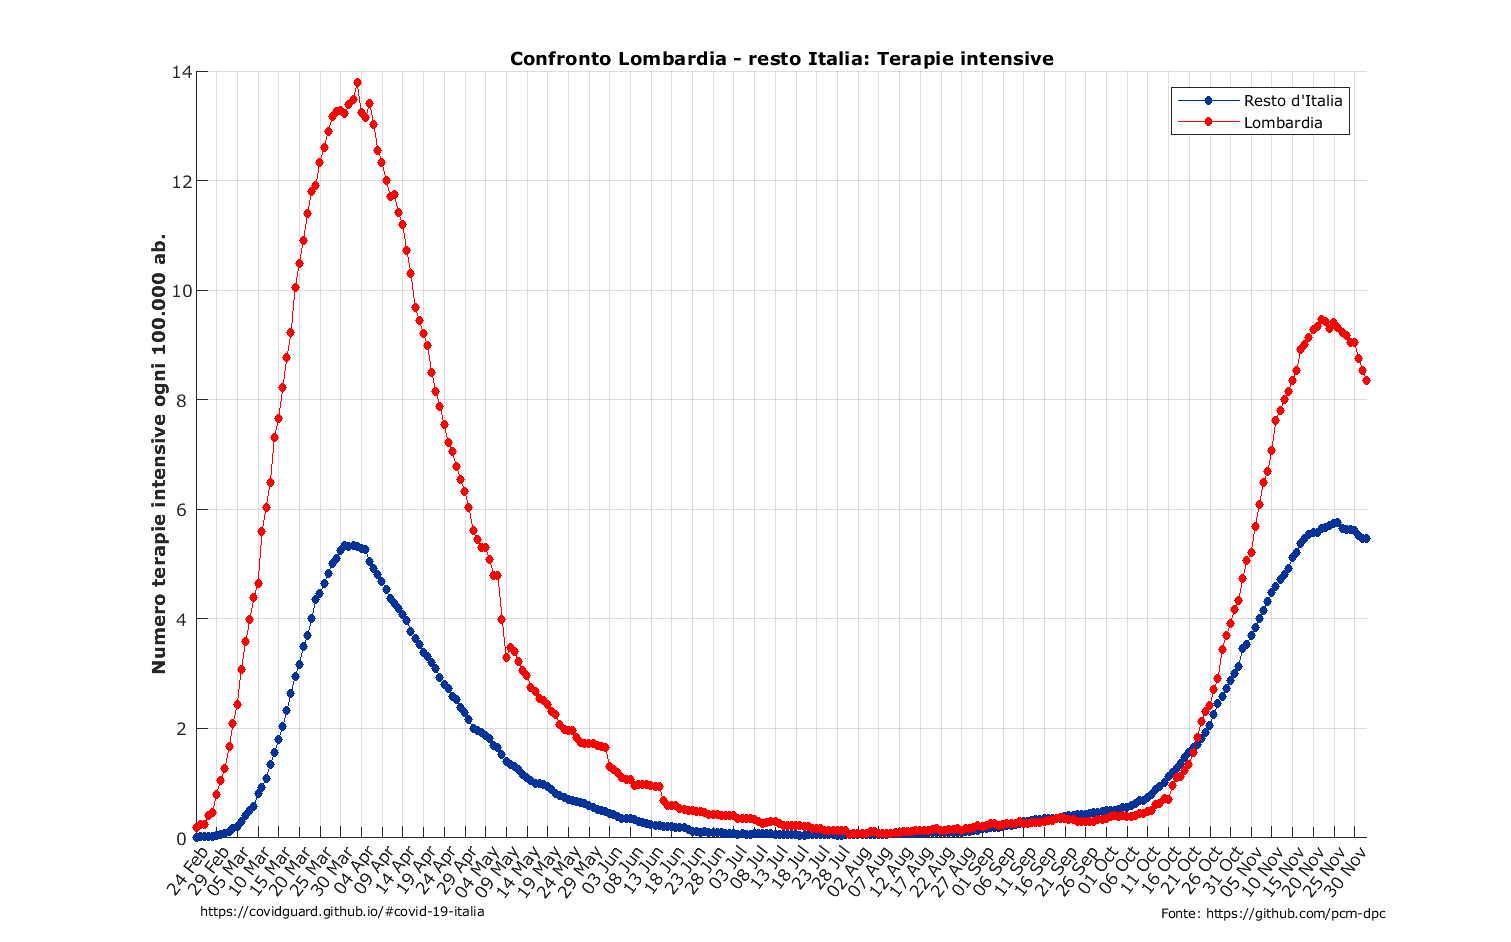 Confronto Lombardia - resto Italia: Terapie intensive
Resto d'Italia
Lombardia
Numero terapie intensive ogni 100.000 ab.
14
12
10
8
6
4
2
0
24 Feb
29 Feb
05 Mar
10 Mar
15 Mar
20 Mar
25 Mar
30 Mar
04 Apr
09 Apr
14 Apr
19 Apr
24 Apr
29 Apr
04 May
09 May
14 May
19 May
24 May
29 May
03 Jun
08 Jun
13 Jun
18 Jun
23 Jun
28 Jun
03 Jul
08 Jul
13 Jul
18 Jul
23 Jul
28 Jul
02 Aug
07 Aug
12 Aug
17 Aug
22 Aug
27 Aug
01 Sep
06 Sep
11 Sep
16 Sep
21 Sep
26 Sep
01 Oct
06 Oct
11 Oct
16 Oct
21 Oct
26 Oct
31 Oct
05 Nov
10 Nov
15 Nov
20 Nov
25 Nov
30 Nov
https://covidguard.github.io/#covid-19-italia
Fonte: https://github.com/pcm-dpc